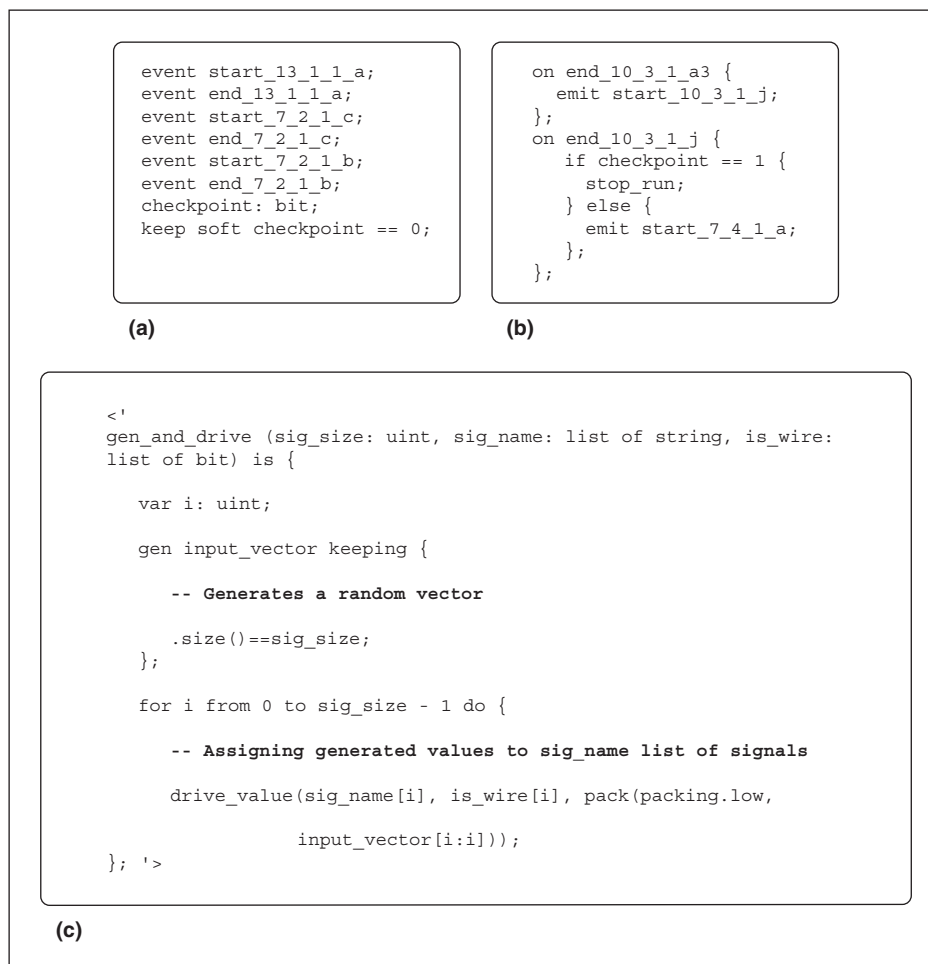 event start_13_1_1_a;
event end_13_1_1_a;
event start_7_2_1_c;
event end_7_2_1_c;
event start_7_2_1_b;
event end_7_2_1_b;
checkpoint: bit;
keep soft checkpoint == 0;
(a)
on end_10_3_1_a3 {
emit start_10_3_1_j;
};
on end_10_3_1_j {
if checkpoint == 1 {
stop_run;
} else {
emit start_7_4_1_a;
};
};
(b)
<'
gen_and_drive (sig_size: uint, sig_name: list of string, is_wire:
list of bit) is {
var i: uint;
gen input_vector keeping {
-- Generates a random vector
.size()==sig_size;
};
for i from 0 to sig_size - 1 do {
-- Assigning generated values to sig_name list of signals
drive_value(sig_name[i], is_wire[i], pack(packing.low,
input_vector[i:i]));
}; '>
(c)